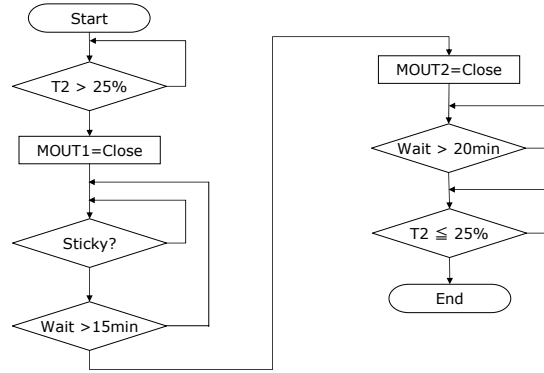 Start
T2 > 25%
MOUT1=Close
Sticky?
Wait >15min
MOUT2=Close
Wait > 20min
T2 ≦ 25%
End